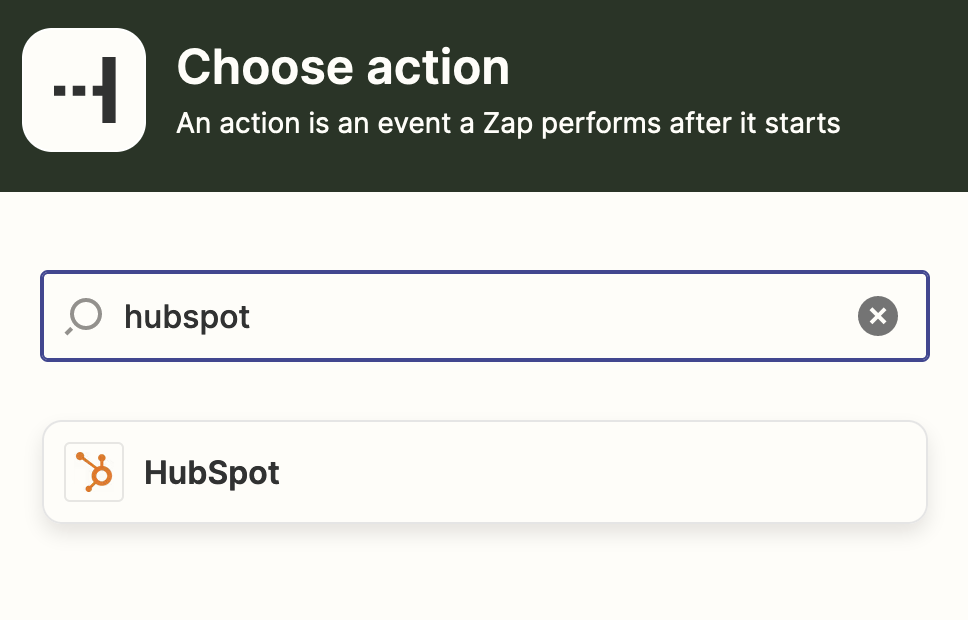 Choose action
An action is an event a Zap performs after it starts
hubspot
HubSpot